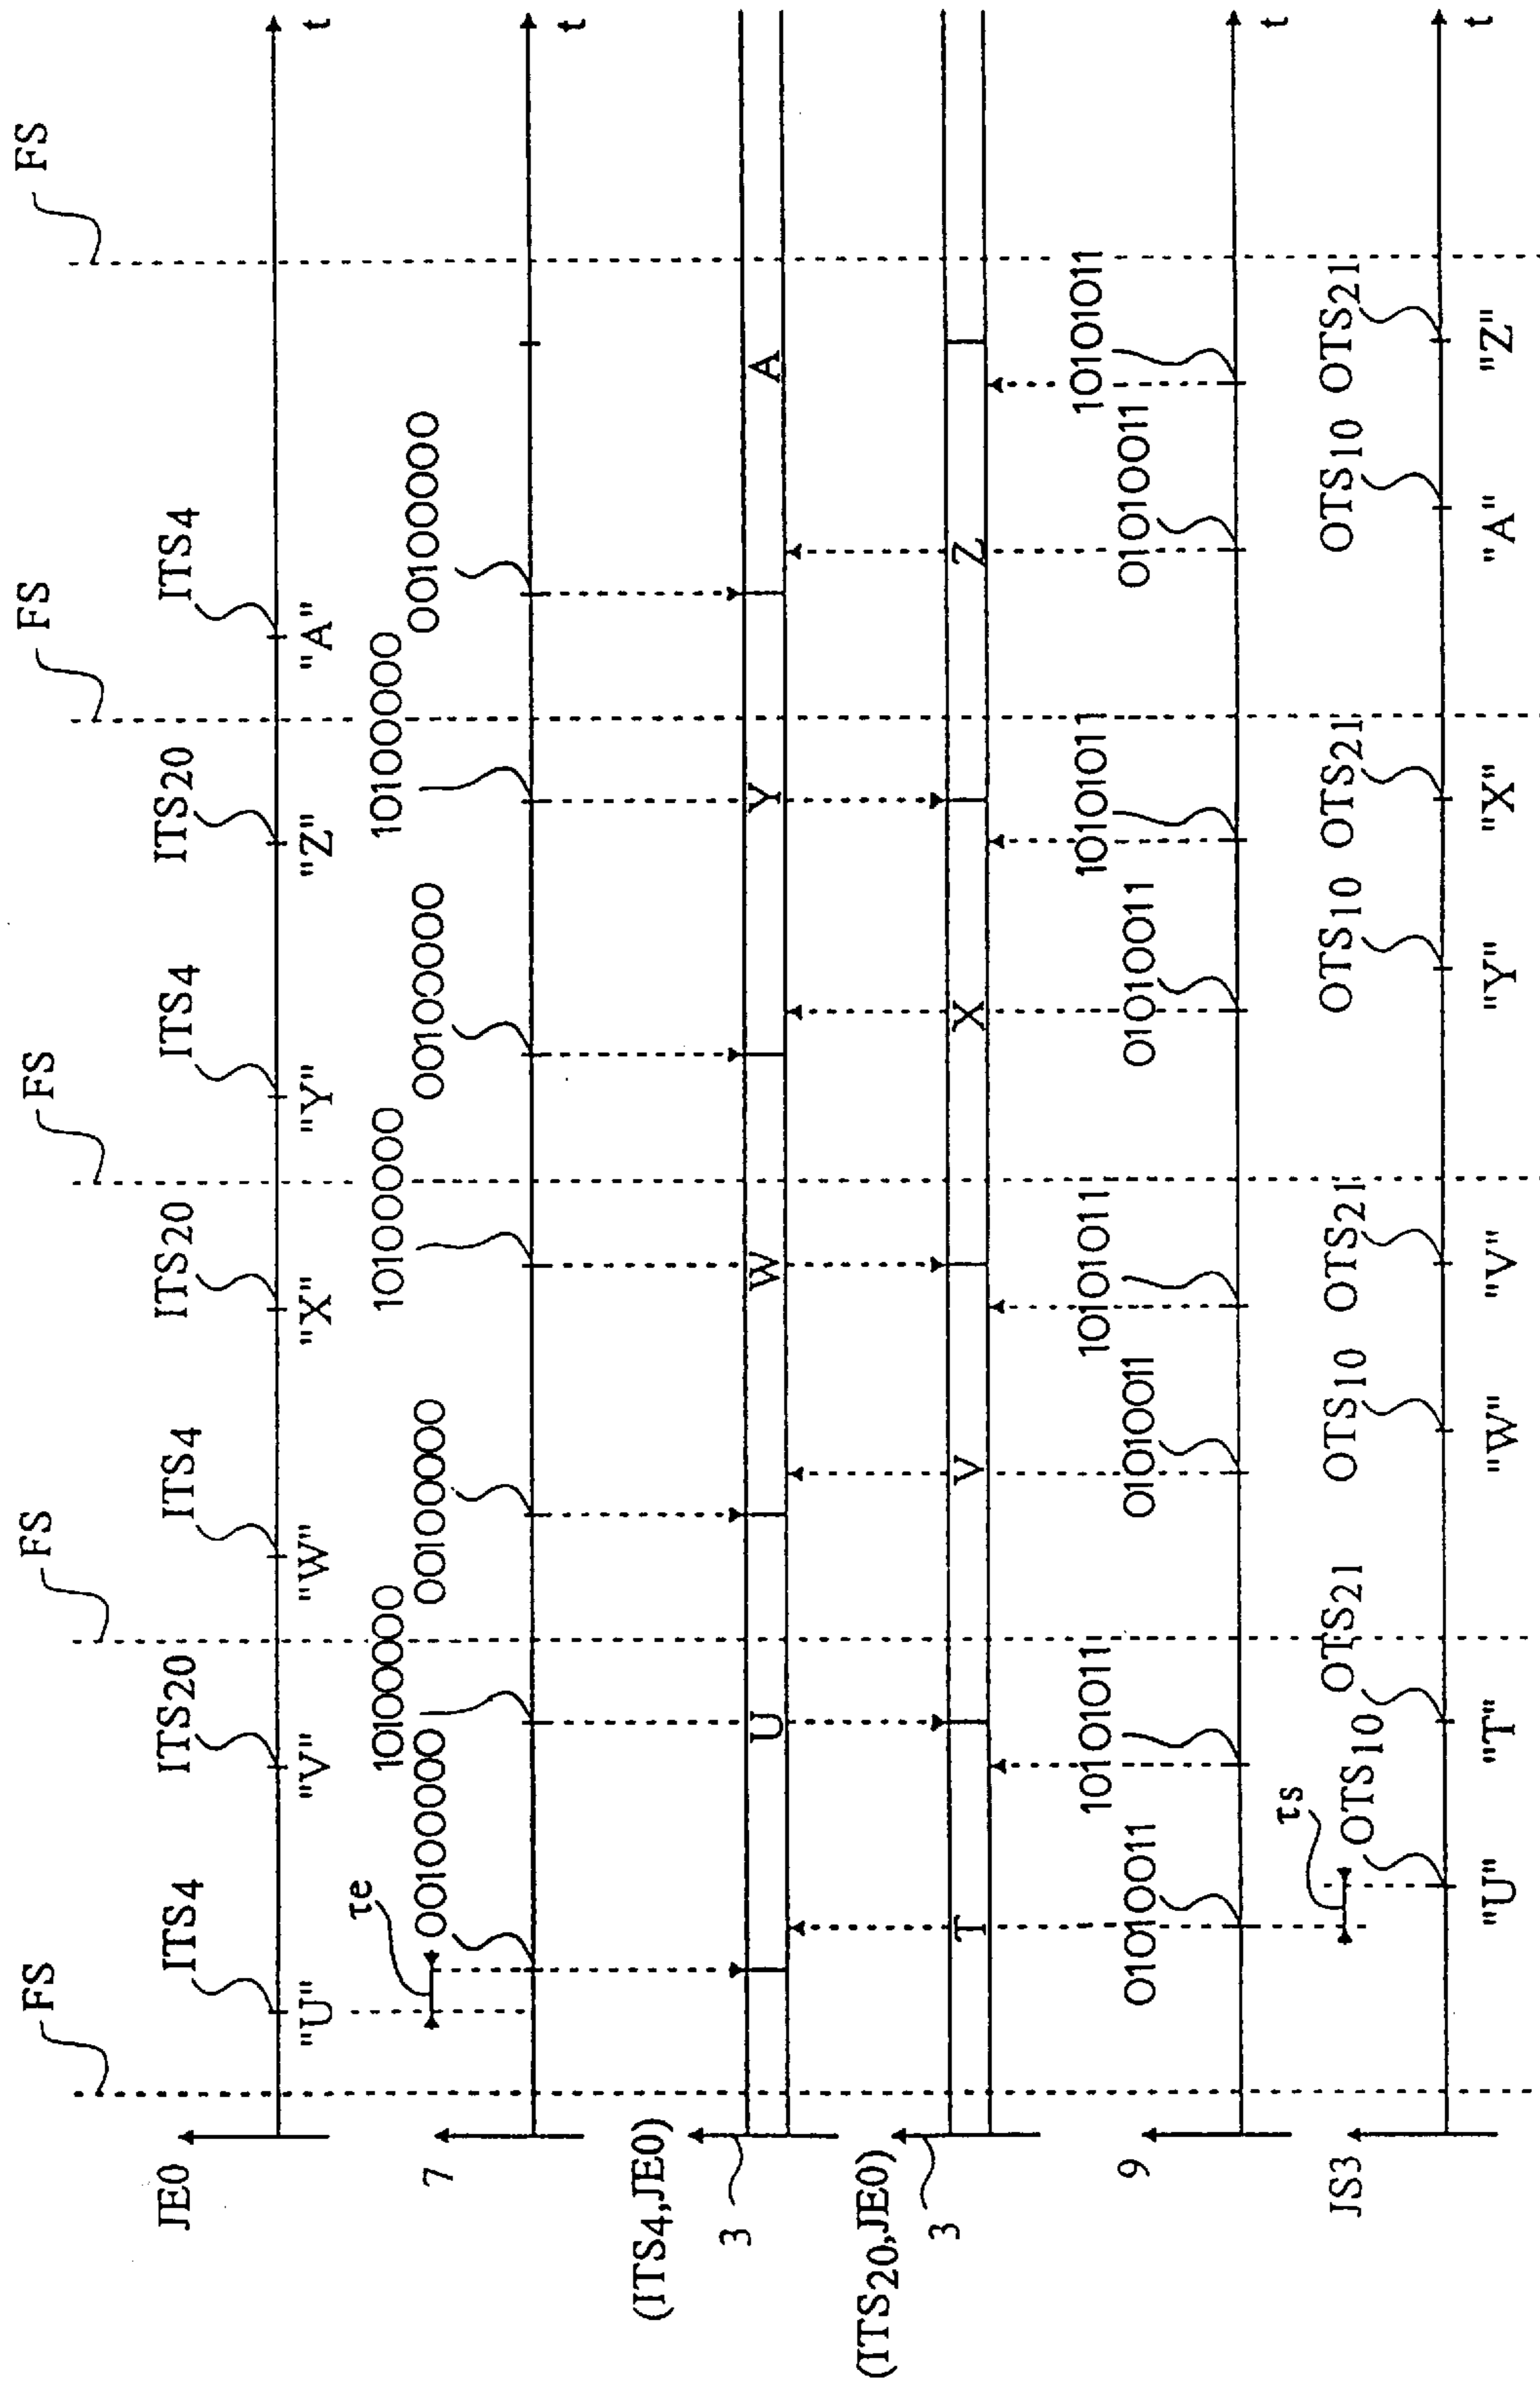 FS FS FS FS FS
JE0 ITS4 ITS20 ITS4 ITS20 ITS4 ITS20 ITS4
"U" "V" "W" "X" "Y" "Z" "A" t
7 τe 00100000 10100000 00100000 10100000 00100000 10100000 00100000 t
(ITS4,JE0)
3 U W Y A
(ITS20,JE0)
3 T V X Z
9 01010011 10101011 01010011 10101011 01010011 10101011 01010011 10101011 t
τs
JS3 OTS10 OTS21 OTS10 OTS21 OTS10 OTS21 OTS10 OTS21 t
"U" "T" "W" "V" "Y" "X" "A" "Z"